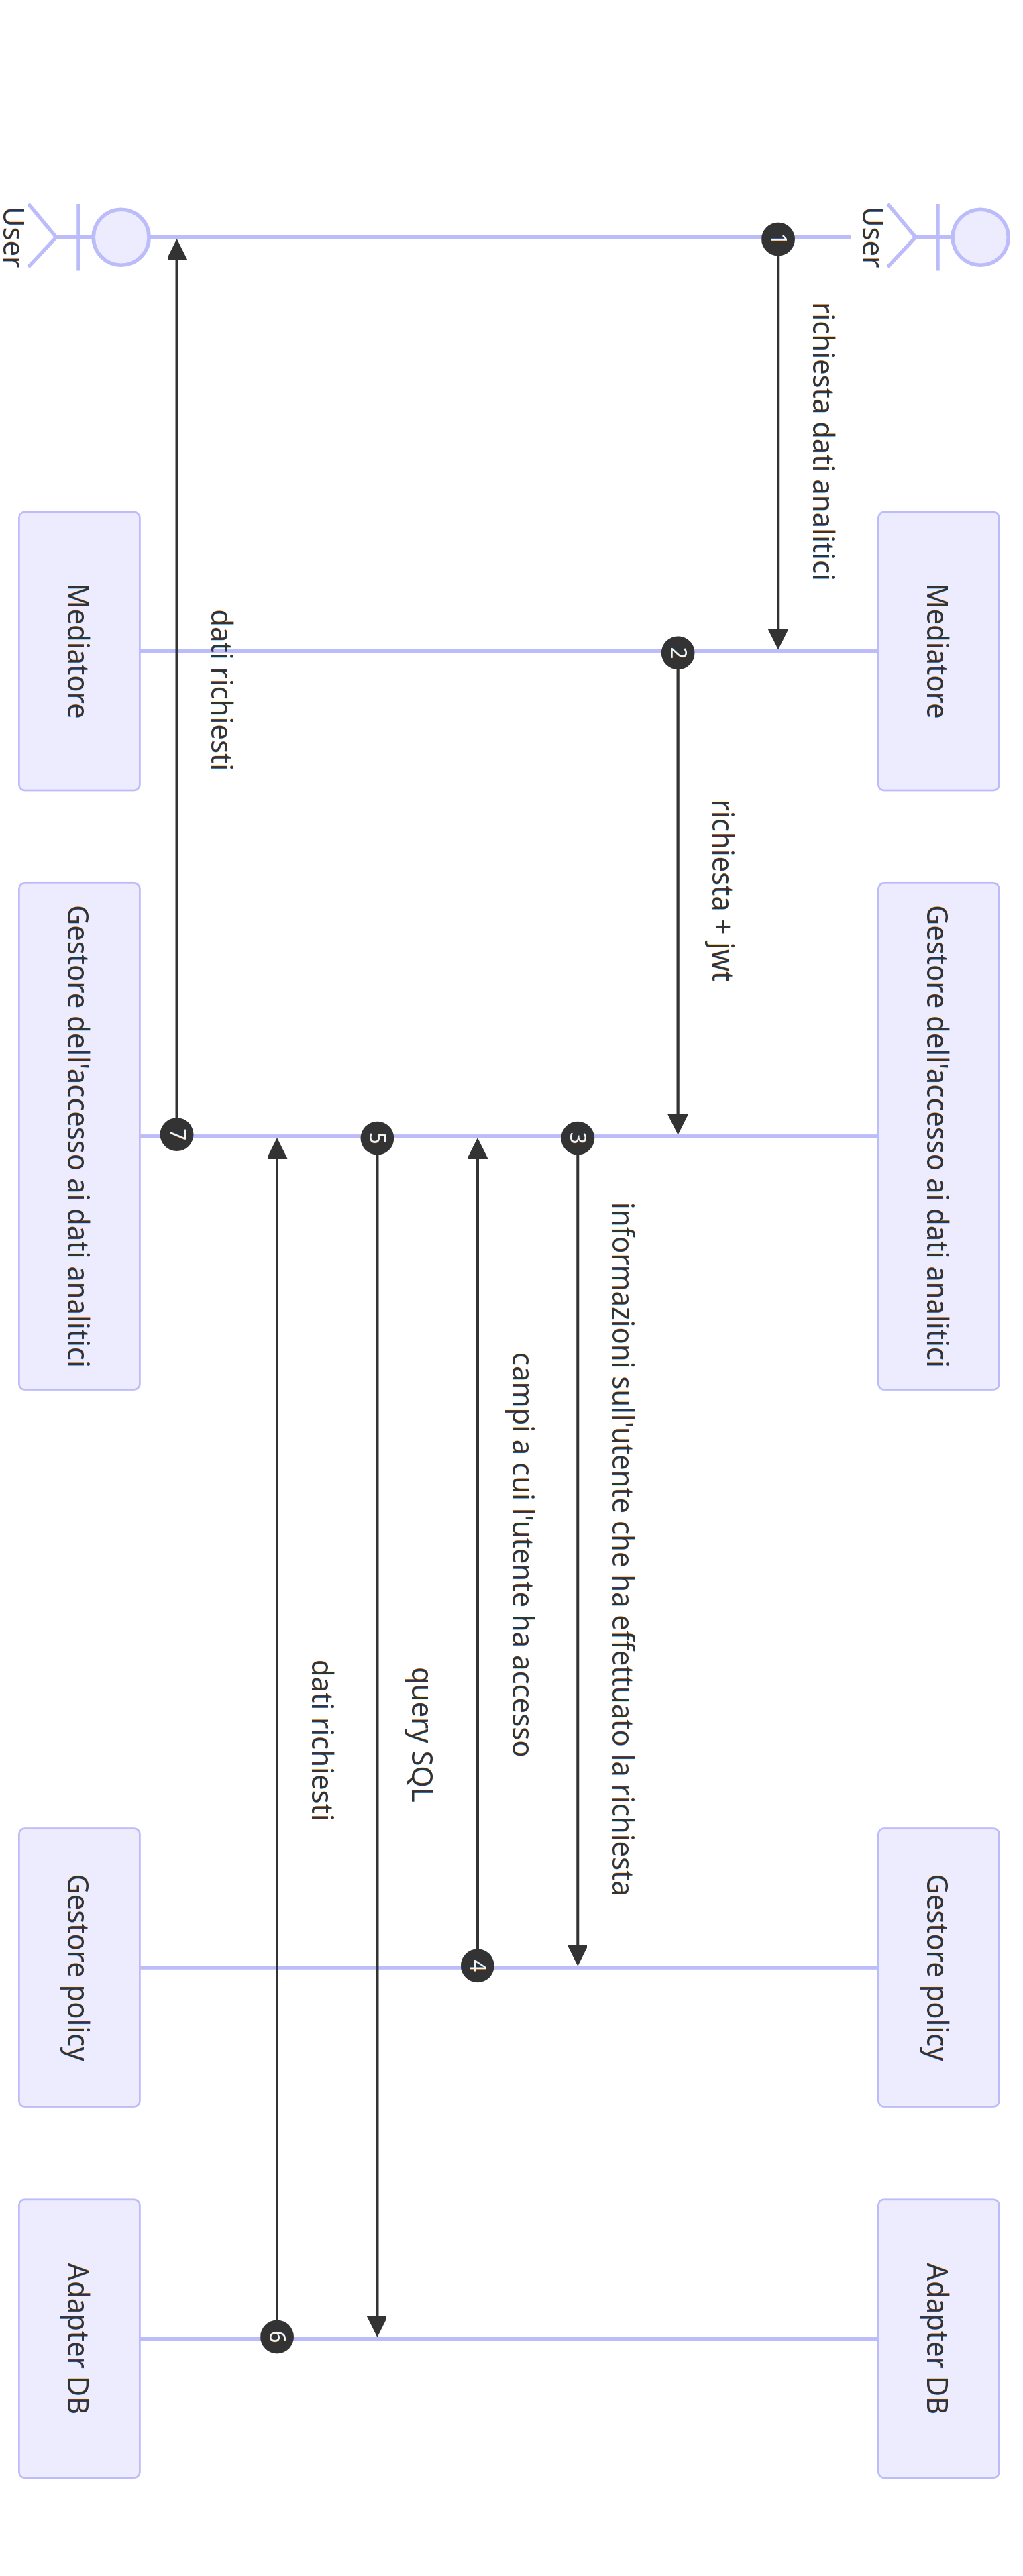 User
Mediatore
Gestore dell'accesso ai dati analitici
Gestore policy
Adapter DB
richiesta dati analitici
1
richiesta + jwt
2
informazioni sull'utente che ha effettuato la richiesta
3
campi a cui l'utente ha accesso
4
query SQL
5
dati richiesti
6
dati richiesti
7
User
Mediatore
Gestore dell'accesso ai dati analitici
Gestore policy
Adapter DB